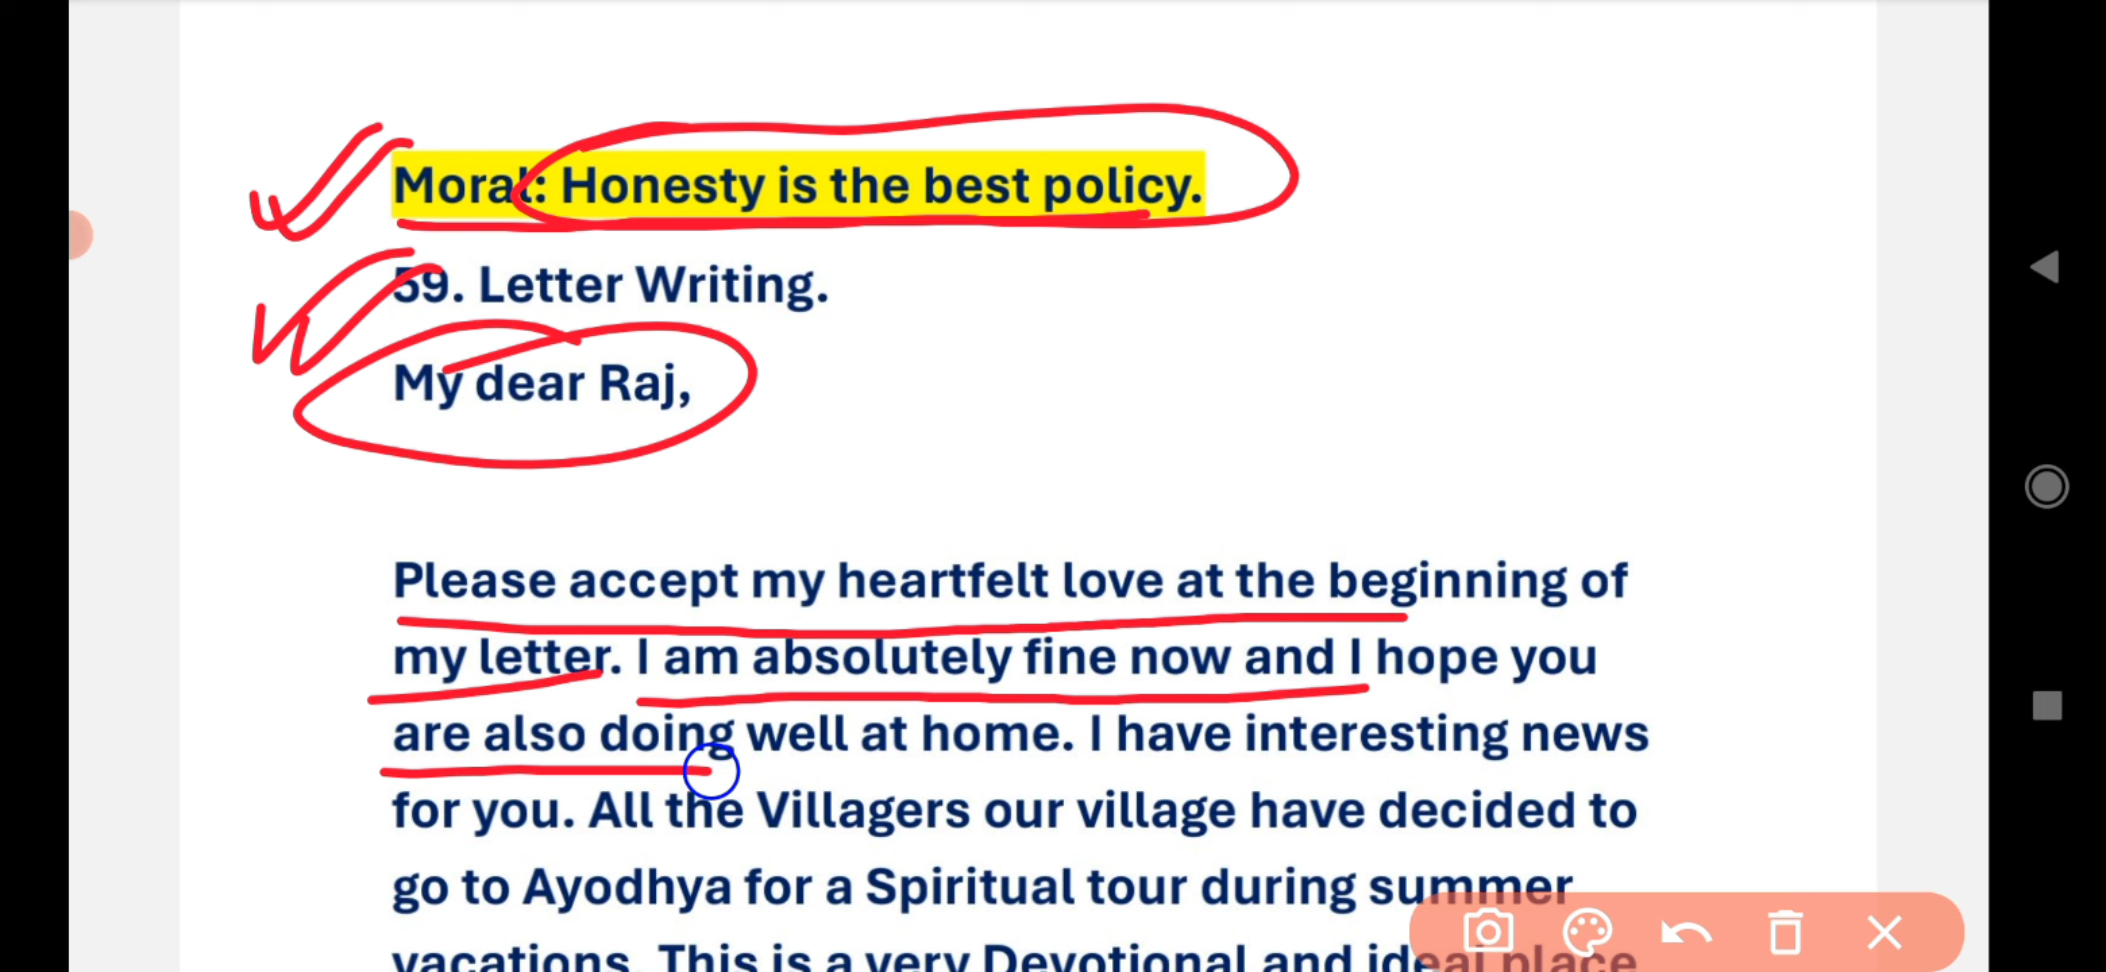 Moral: Honesty is the best policy.
59. Letter Writing.
My dear Raj,
Please accept my heartfelt love at the beginning of
my letter. I am absolutely fine now and I hope you
are also doing well at home. I have interesting news
for you. All the Villagers our village have decided to
go to Ayodhya for a Spiritual tour during summer
vacations. This is a very Devotional and ideal place